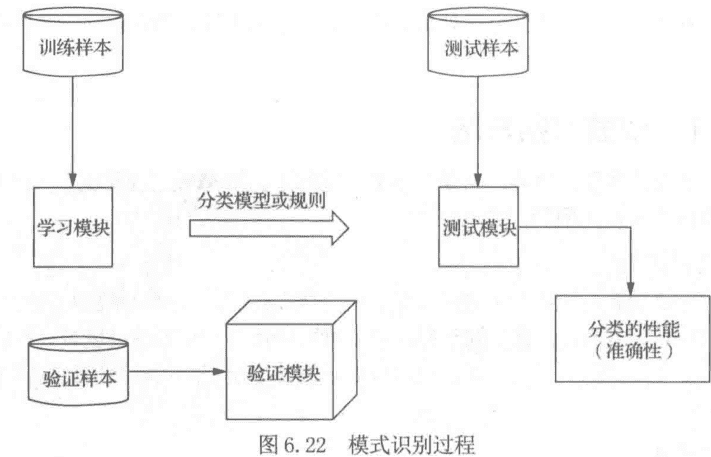 训练样本
测试样本
学习模块
分类模型或规则
测试模块
验证样本
验证模块
分类的性能
（准确性）
图6.22 模式识别过程